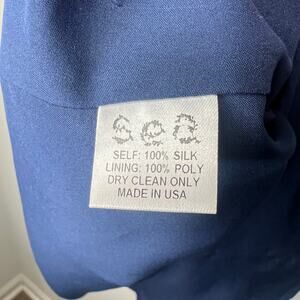 sea
SELF: 100% SILK
LINING: 100% POLY
DRY CLEAN ONLY
MADE IN USA